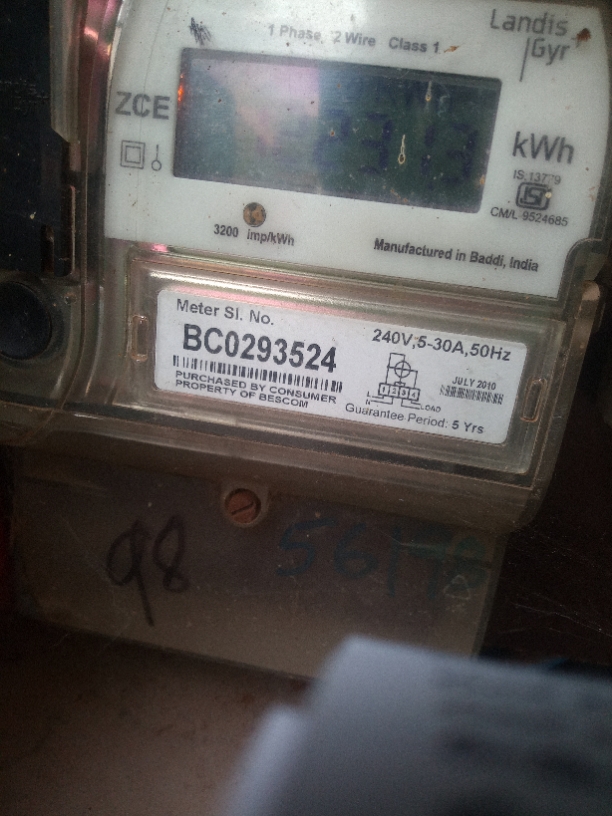 Landis
Gyr
1 Phase, 2 Wire Class 1
ZCE
kWh
CM/L-9524685
3200 imp/kWh
Manufactured in Baddi, India
Meter Sl. No.
BC0293524
240V,5-30A,50Hz
JULY 2010
PURCHASED BY CONSUMER
PROPERTY OF BESCOM
LOAD
Guarantee Period: 5 Yrs
98